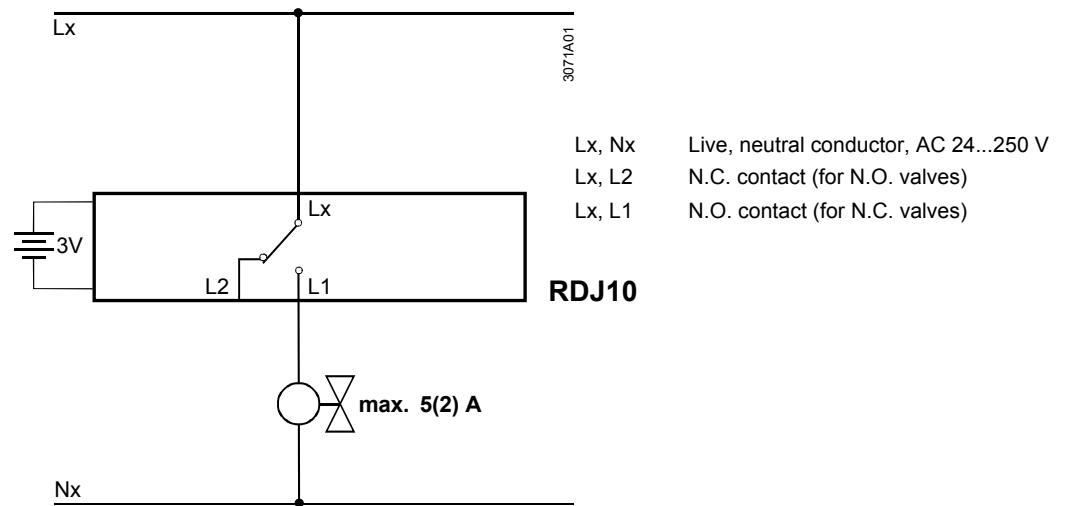 Lx
3071A01
Lx, Nx Live, neutral conductor, AC 24...250 V
Lx, L2 N.C. contact (for N.O. valves)
Lx, L1 N.O. contact (for N.C. valves)
Lx
3V
L2 L1
RDJ10
max. 5(2) A
Nx